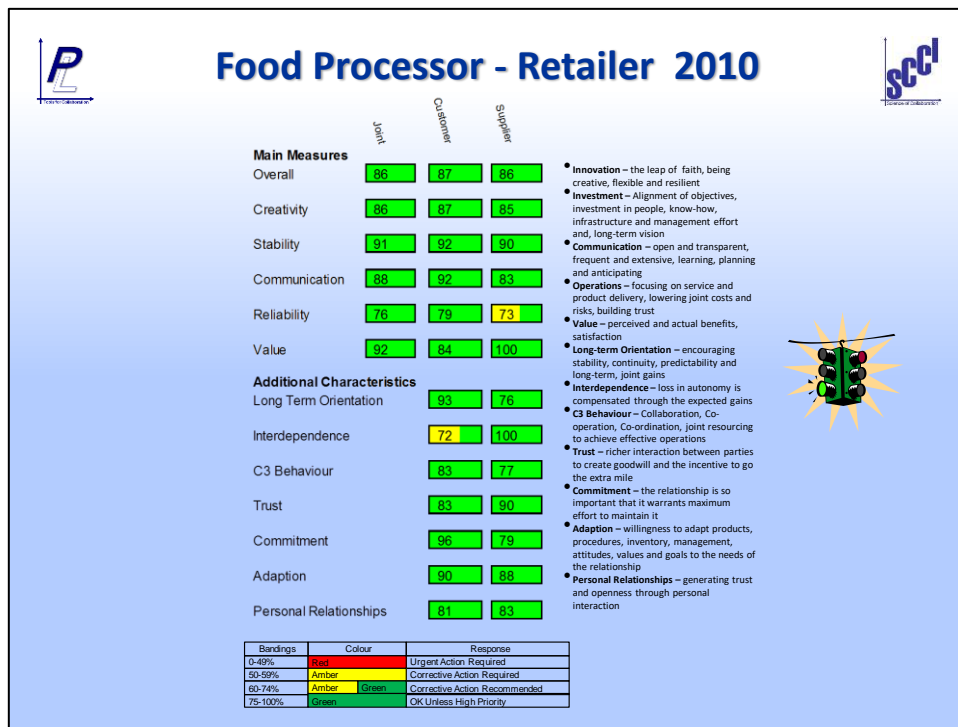 PL
Tools for Collaboration
Food Processor - Retailer 2010
SCCI
Science of Collaboration
Joint
Customer
Supplier
Main Measures
Overall 86 87 86
Creativity 86 87 85
Stability 91 92 90
Communication 88 92 83
Reliability 76 79 73
Value 92 84 100
Additional Characteristics
Long Term Orientation 93 76
Interdependence 72 100
C3 Behaviour 83 77
Trust 83 90
Commitment 96 79
Adaption 90 88
Personal Relationships 81 83
• Innovation – the leap of faith, being
creative, flexible and resilient
• Investment – Alignment of objectives,
investment in people, know-how,
infrastructure and management effort
and, long-term vision
• Communication – open and transparent,
frequent and extensive, learning, planning
and anticipating
• Operations – focusing on service and
product delivery, lowering joint costs and
risks, building trust
• Value – perceived and actual benefits,
satisfaction
• Long-term Orientation – encouraging
stability, continuity, predictability and
long-term, joint gains
• Interdependence – loss in autonomy is
compensated through the expected gains
• C3 Behaviour – Collaboration, Co-
operation, Co-ordination, joint resourcing
to achieve effective operations
• Trust – richer interaction between parties
to create goodwill and the incentive to go
the extra mile
• Commitment – the relationship is so
important that it warrants maximum
effort to maintain it
• Adaption – willingness to adapt products,
procedures, inventory, management,
attitudes, values and goals to the needs of
the relationship
• Personal Relationships – generating trust
and openness through personal
interaction
Bandings Colour Response
0-49% Red Urgent Action Required
50-59% Amber Corrective Action Required
60-74% Amber Green Corrective Action Recommended
75-100% Green OK Unless High Priority